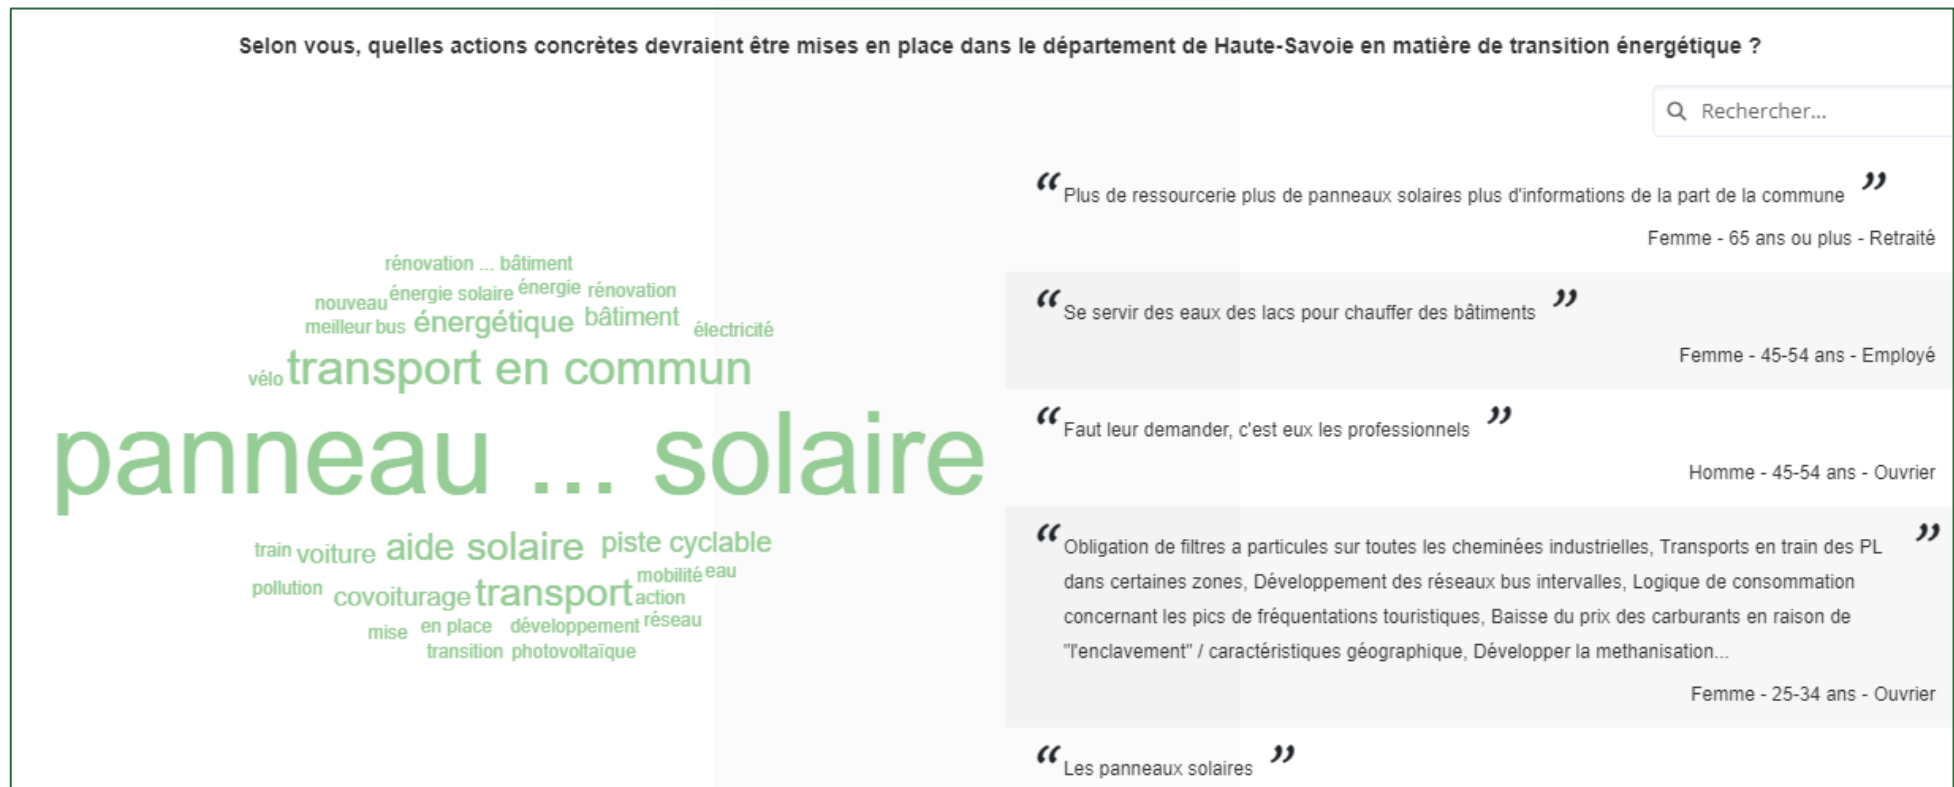 Selon vous, quelles actions concrètes devraient être mises en place dans le département de Haute-Savoie en matière de transition énergétique ?
Rechercher...
rénovation ... bâtiment
nouveau énergie solaire énergie rénovation
meilleur bus énergétique bâtiment électricité
vélo transport en commun
panneau ... solaire
train voiture aide solaire piste cyclable
pollution covoiturage transport mobilité eau
action
mise en place développement réseau
transition photovoltaïque
“ Plus de ressourcerie plus de panneaux solaires plus d'informations de la part de la commune ”
Femme - 65 ans ou plus - Retraité
“ Se servir des eaux des lacs pour chauffer des bâtiments ”
Femme - 45-54 ans - Employé
“ Faut leur demander, c'est eux les professionnels ”
Homme - 45-54 ans - Ouvrier
“ Obligation de filtres a particules sur toutes les cheminées industrielles, Transports en train des PL ”
dans certaines zones, Développement des réseaux bus intervalles, Logique de consommation
concernant les pics de fréquentations touristiques, Baisse du prix des carburants en raison de
"l'enclavement" / caractéristiques géographique, Développer la methanisation...
Femme - 25-34 ans - Ouvrier
“ Les panneaux solaires ”